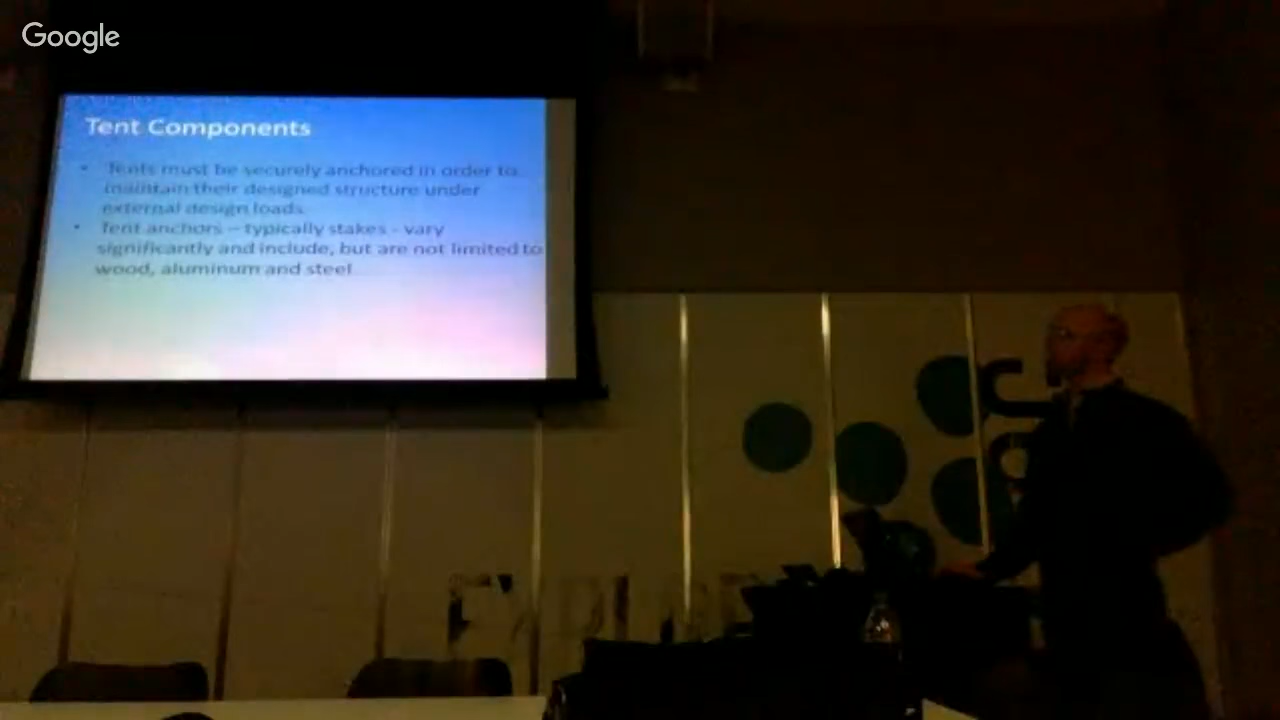 Google
Tent Components
• Tents must be securely anchored in order to
maintain their designed structure under
external design loads.
• Tent anchors – typically stakes - vary
significantly and include, but are not limited to
wood, aluminum and steel